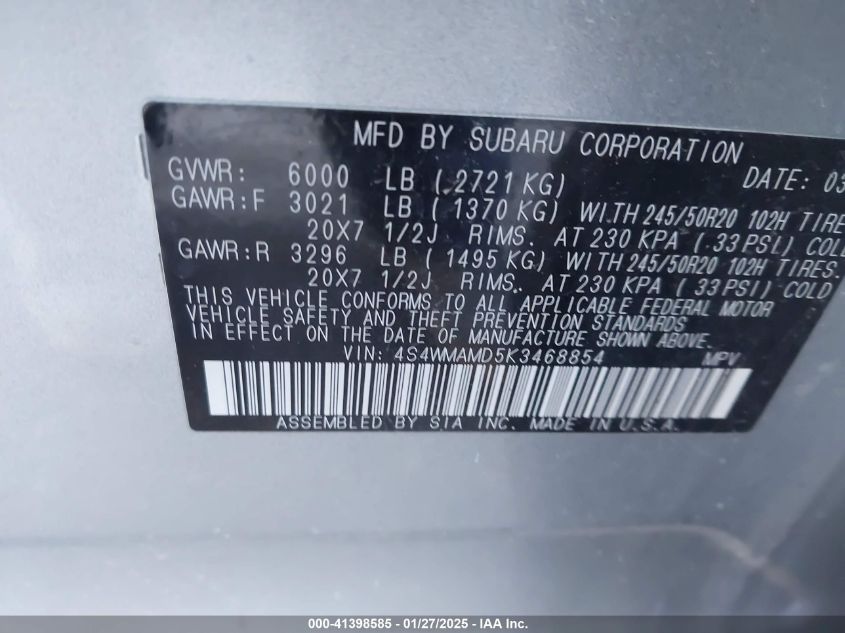 MFD BY SUBARU CORPORATION
GVWR: 6000 LB ( 2721 KG) DATE: 03
GAWR:F 3021 LB ( 1370 KG) WITH 245/50R20 102H TIRE
20X7 1/2J RIMS. AT 230 KPA ( 33 PSI) COLD
GAWR:R 3296 LB ( 1495 KG) WITH 245/50R20 102H TIRES.
20X7 1/2J RIMS. AT 230 KPA ( 33 PSI) COLD
THIS VEHICLE CONFORMS TO ALL APPLICABLE FEDERAL MOTOR
VEHICLE SAFETY AND THEFT PREVENTION STANDARDS
IN EFFECT ON THE DATE OF MANUFACTURE SHOWN ABOVE.
VIN: 4S4WMAMD5K3468854 MPV
ASSEMBLED BY SIA INC. MADE IN U.S.A.
000-41398585 - 01/27/2025 - IAA Inc.